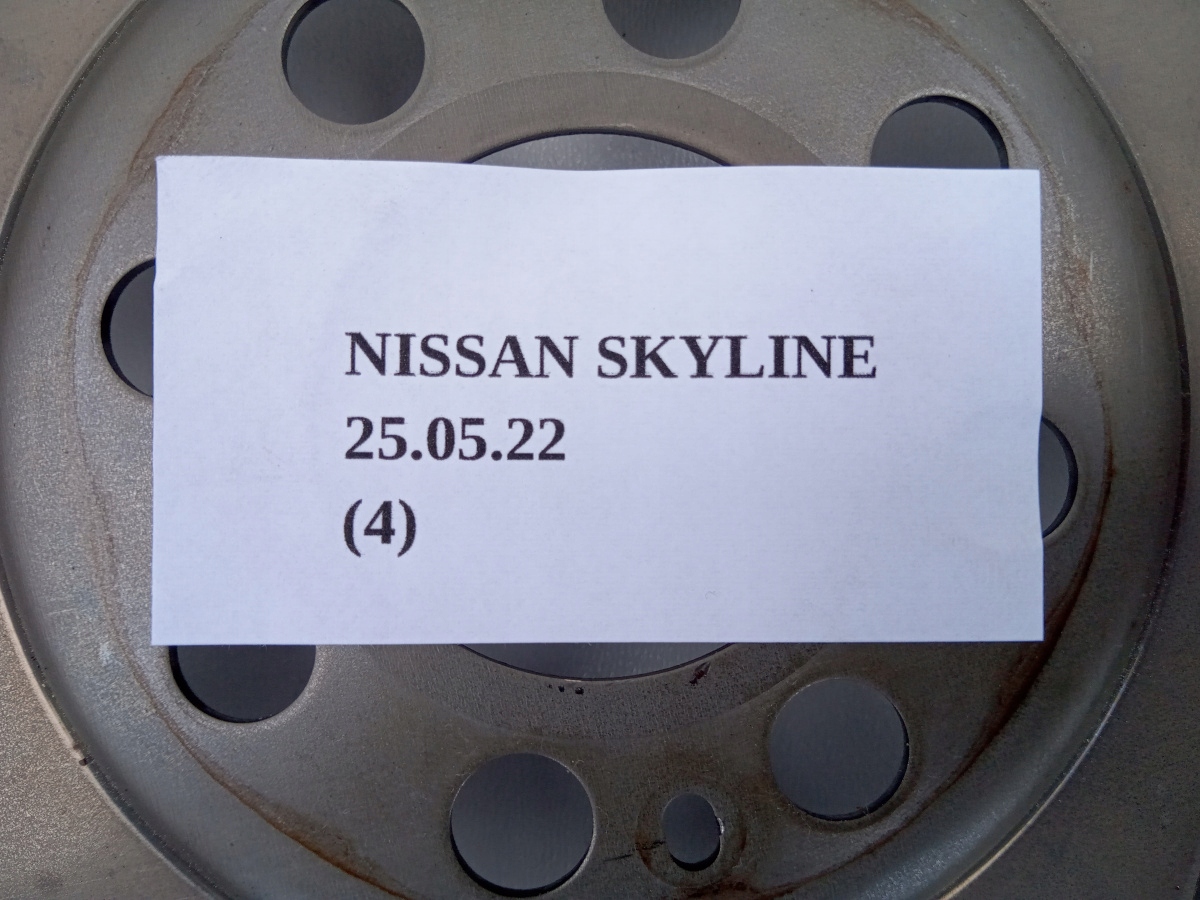 NISSAN SKYLINE
25.05.22
(4)